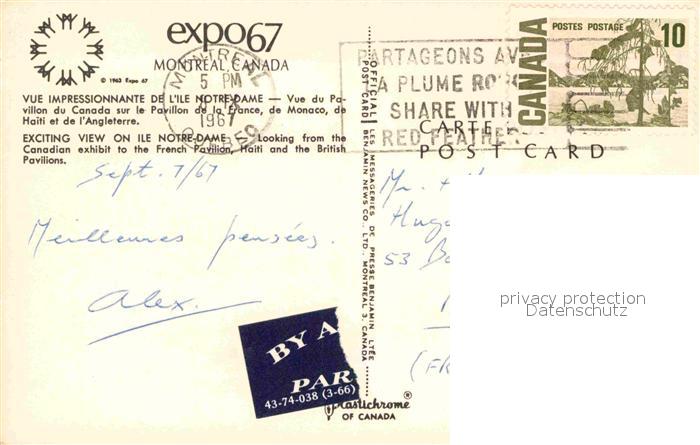 expo67
MONTRÉAL, CANADA
© 1963 Expo 67
VUE IMPRESSIONNANTE DE L'ILE NOTRE-DAME — Vue du Pa-
villon du Canada sur le Pavillon de la France, de Monaco, de
Haïti et de l'Angleterre.
EXCITING VIEW ON ILE NOTRE-DAME — Looking from the
Canadian exhibit to the French Pavilion, Haiti and the British
Pavilions.
MONTREAL
5 PM
1967
QUEBEC
PARTAGEONS AV
LA PLUME RO
SHARE WITH
RED FEATHER
POSTES POSTAGE
10
CANADA
CARTE
POST CARD
OFFICIAL
POST CARD
LES MESSAGERIES DE PRESSE BENJAMIN LTÉE
BENJAMIN NEWS CO., LTD., MONTREAL 3, CANADA
Sept. 7/67
Meilleures pensées.
Alex.
Mr.
53
(FR
BY A
PAR
43-74-038 (3-66)
Plastichrome®
OF CANADA
privacy protection
Datenschutz